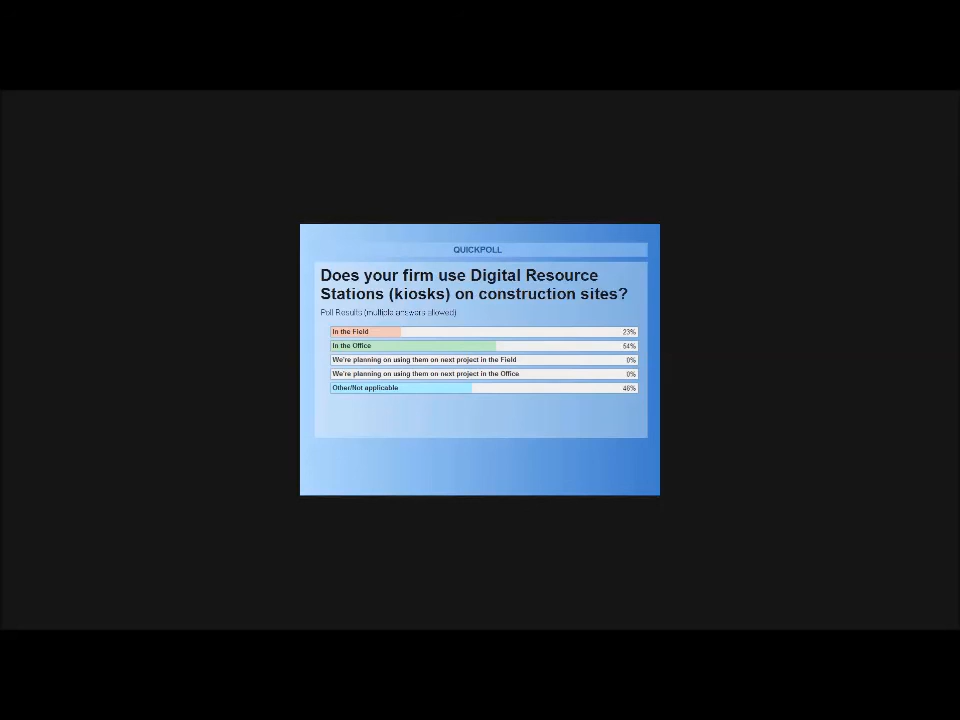 QUICKPOLL
Does your firm use Digital Resource
Stations (kiosks) on construction sites?
Poll Results (multiple answers allowed)
In the Field 23%
In the Office 54%
We're planning on using them on next project in the Field 0%
We're planning on using them on next project in the Office 0%
Other/Not applicable 46%